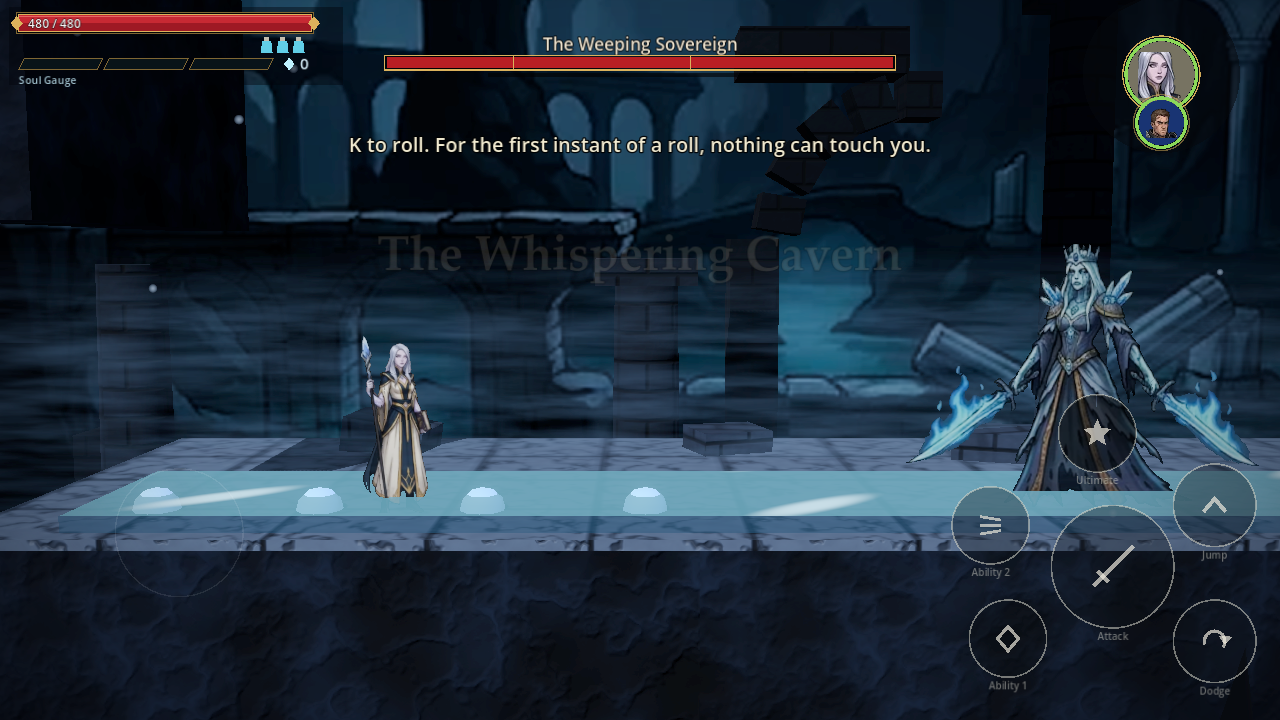 480 / 480
The Weeping Sovereign
0
Soul Gauge
K to roll. For the first instant of a roll, nothing can touch you.
The Whispering Cavern
Ultimate
Jump
Ability 2
Attack
Ability 1
Dodge